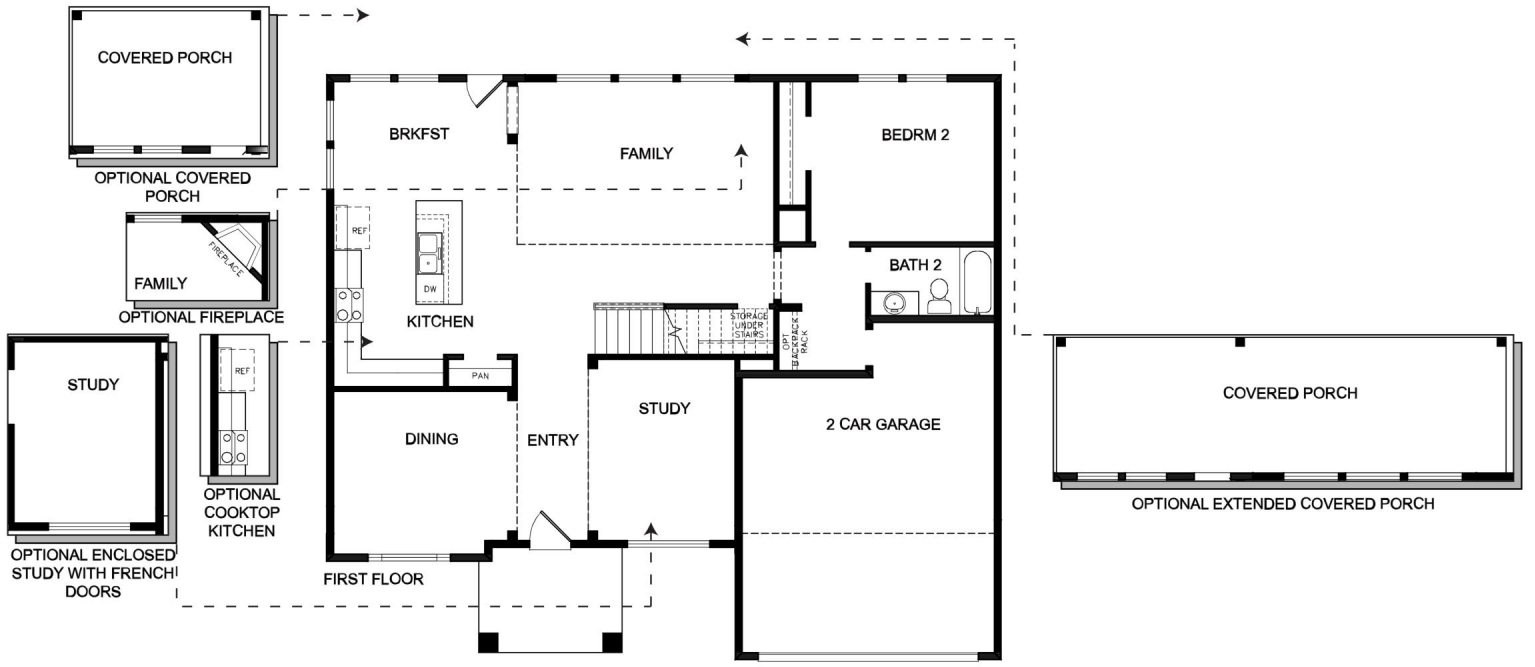 COVERED PORCH
OPTIONAL COVERED
PORCH
FIREPLACE
FAMILY
OPTIONAL FIREPLACE
STUDY
OPTIONAL ENCLOSED
STUDY WITH FRENCH
DOORS
REF
OPTIONAL
COOKTOP
KITCHEN
BRKFST
FAMILY
BEDRM 2
REF
DW
KITCHEN
BATH 2
STORAGE
UNDER
STAIRS
OPT
BACKPACK
RACK
PAN
DINING
ENTRY
STUDY
2 CAR GARAGE
FIRST FLOOR
COVERED PORCH
OPTIONAL EXTENDED COVERED PORCH